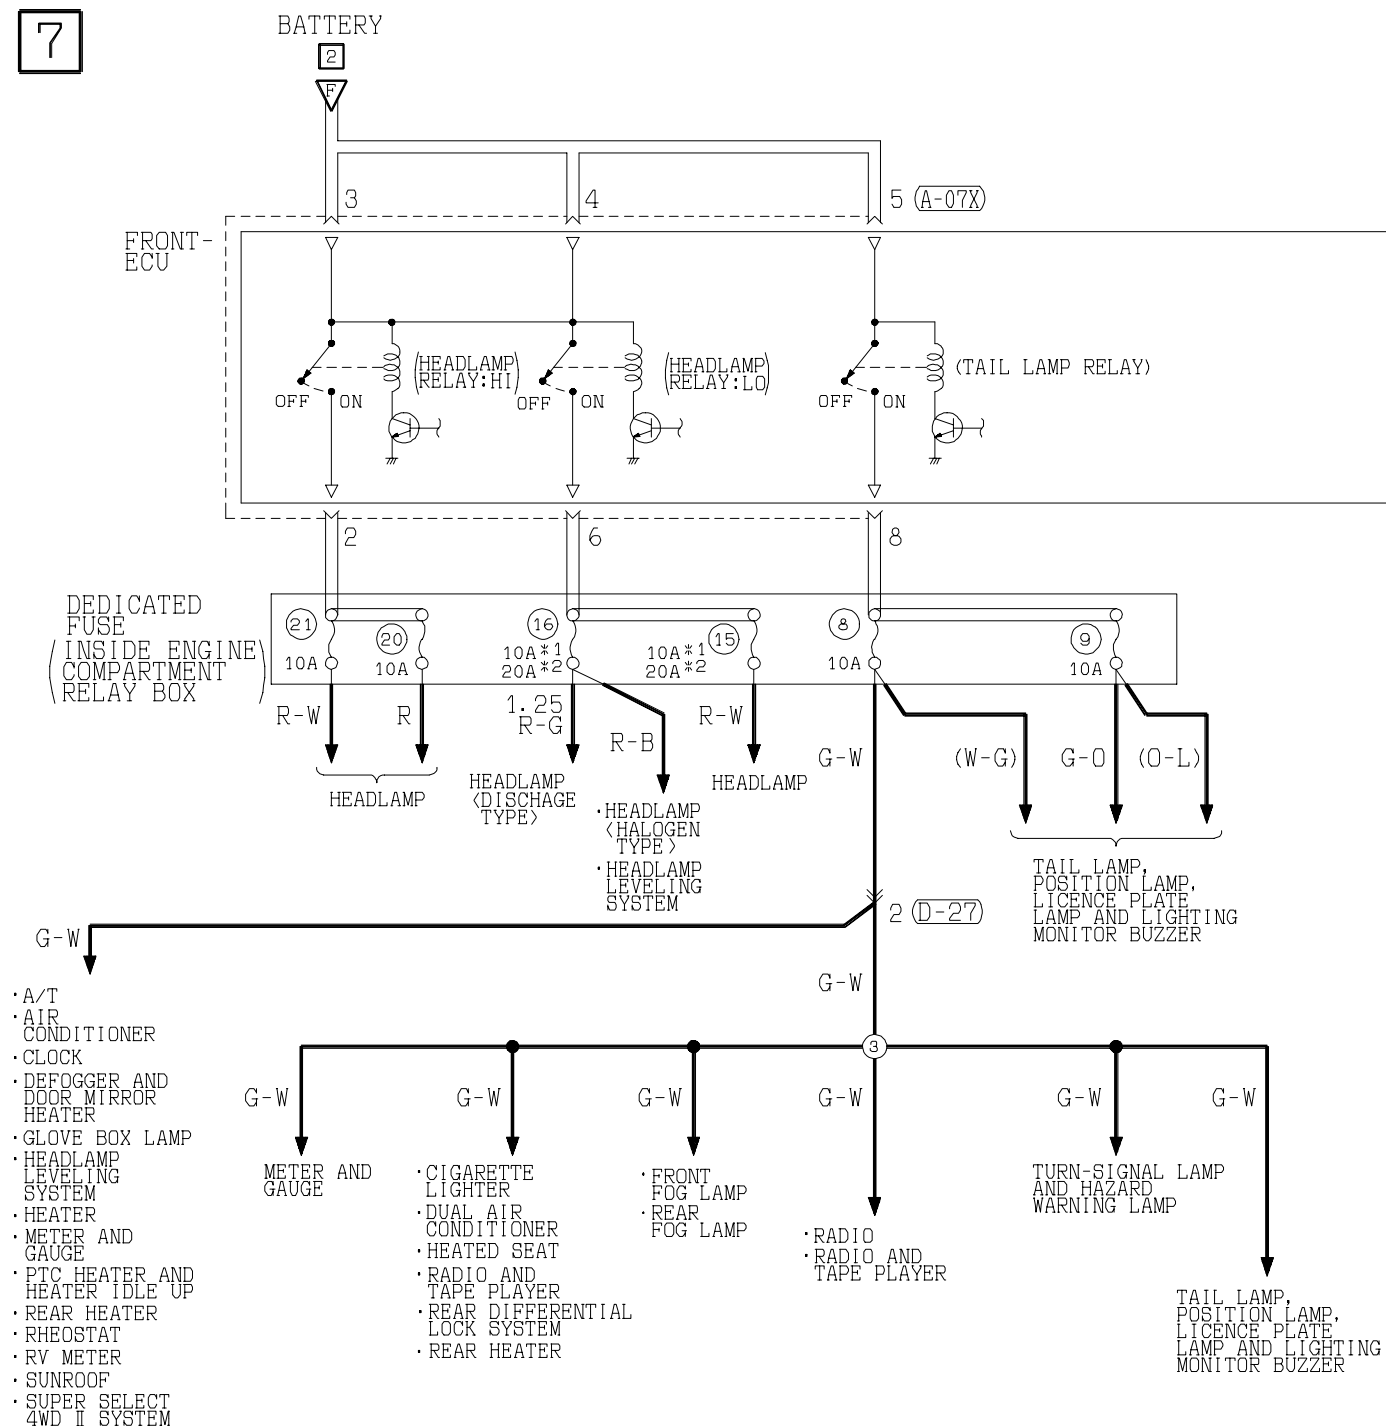 7
BATTERY
2
F
3
4
5 (A-07X)
FRONT-
ECU
(HEADLAMP
RELAY:HI)
(HEADLAMP
RELAY:LO)
(TAIL LAMP RELAY)
OFF ON
OFF ON
OFF ON
2
6
8
DEDICATED
FUSE
(INSIDE ENGINE
COMPARTMENT
RELAY BOX)
21
10A
20
10A
16
10A*1
20A*2
15
10A*1
20A*2
8
10A
9
10A
R-W
R
1.25
R-G
R-B
R-W
G-W
(W-G)
G-O
(O-L)
HEADLAMP
HEADLAMP
<DISCHAGE
TYPE>
·HEADLAMP
<HALOGEN
TYPE>
·HEADLAMP
LEVELING
SYSTEM
HEADLAMP
TAIL LAMP,
POSITION LAMP,
LICENCE PLATE
LAMP AND LIGHTING
MONITOR BUZZER
2 (D-27)
G-W
G-W
3
·A/T
·AIR
CONDITIONER
·CLOCK
·DEFOGGER AND
DOOR MIRROR
HEATER
·GLOVE BOX LAMP
·HEADLAMP
LEVELING
SYSTEM
·HEATER
·METER AND
GAUGE
·PTC HEATER AND
HEATER IDLE UP
·REAR HEATER
·RHEOSTAT
·RV METER
·SUNROOF
·SUPER SELECT
4WD II SYSTEM
G-W
METER AND
GAUGE
G-W
·CIGARETTE
LIGHTER
·DUAL AIR
CONDITIONER
·HEATED SEAT
·RADIO AND
TAPE PLAYER
·REAR DIFFERENTIAL
LOCK SYSTEM
·REAR HEATER
G-W
·FRONT
FOG LAMP
·REAR
FOG LAMP
G-W
·RADIO
·RADIO AND
TAPE PLAYER
G-W
TURN-SIGNAL LAMP
AND HAZARD
WARNING LAMP
G-W
TAIL LAMP,
POSITION LAMP,
LICENCE PLATE
LAMP AND LIGHTING
MONITOR BUZZER